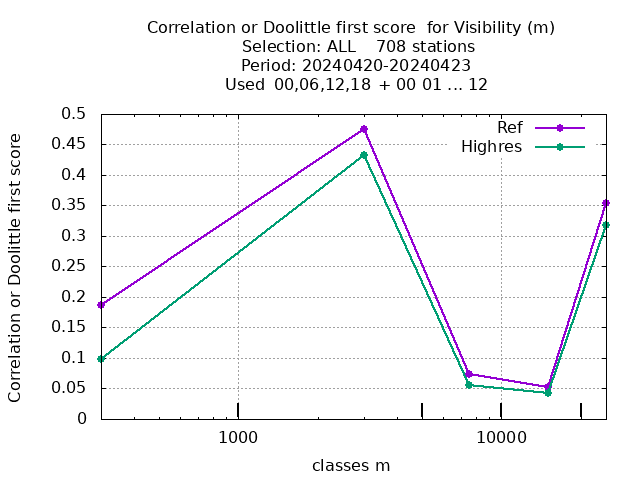 Correlation or Doolittle first score  for Visibility (m)
Selection: ALL    708 stations
Period: 20240420-20240423
Used  00,06,12,18 + 00 01 ... 12
Correlation or Doolittle first score
0.5
0.45
0.4
0.35
0.3
0.25
0.2
0.15
0.1
0.05
0
Ref
Highres
1000
10000
classes m